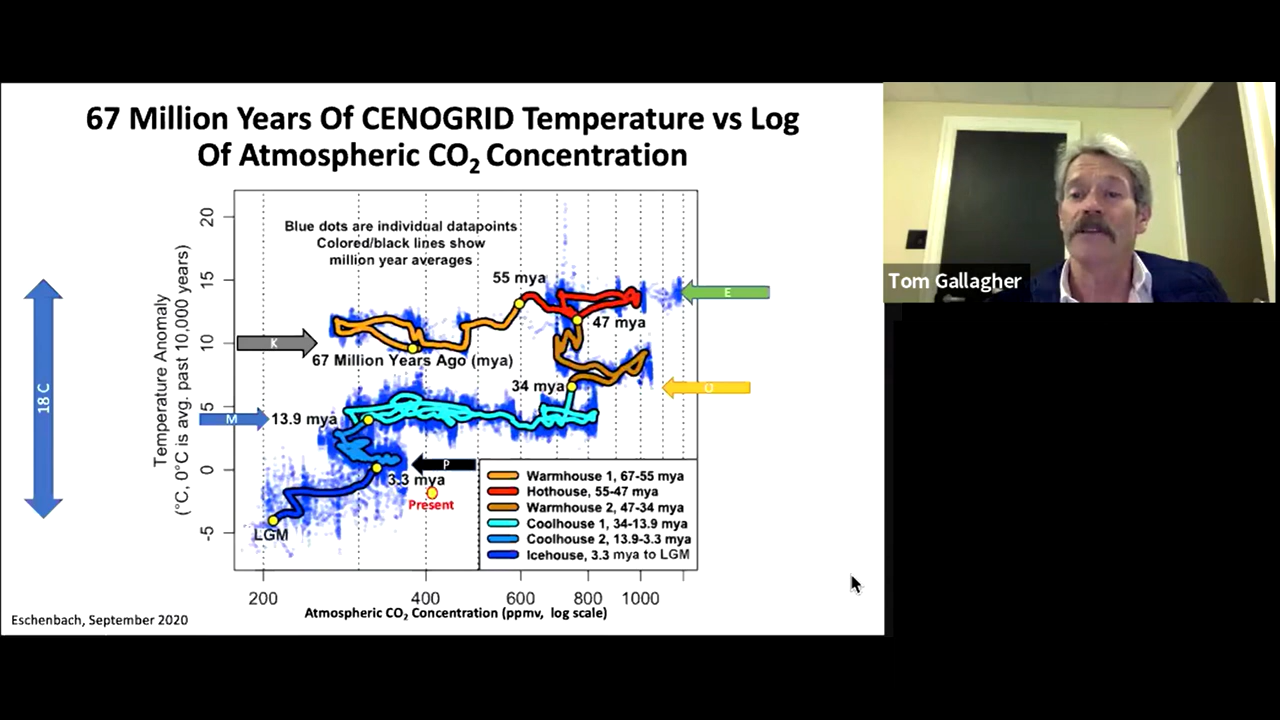 67 Million Years Of CENOGRID Temperature vs Log
Of Atmospheric CO₂ Concentration
Blue dots are individual datapoints
Colored/black lines show
million year averages
20
15
10
5
0
-5
Temperature Anomaly
(°C, 0°C is avg. past 10,000 years)
18 C
K
M
E
O
P
55 mya
47 mya
67 Million Years Ago (mya)
34 mya
13.9 mya
3.3 mya
Present
LGM
Warmhouse 1, 67-55 mya
Hothouse, 55-47 mya
Warmhouse 2, 47-34 mya
Coolhouse 1, 34-13.9 mya
Coolhouse 2, 13.9-3.3 mya
Icehouse, 3.3 mya to LGM
200
400
600
800
1000
Atmospheric CO₂ Concentration (ppmv, log scale)
Eschenbach, September 2020
Tom Gallagher